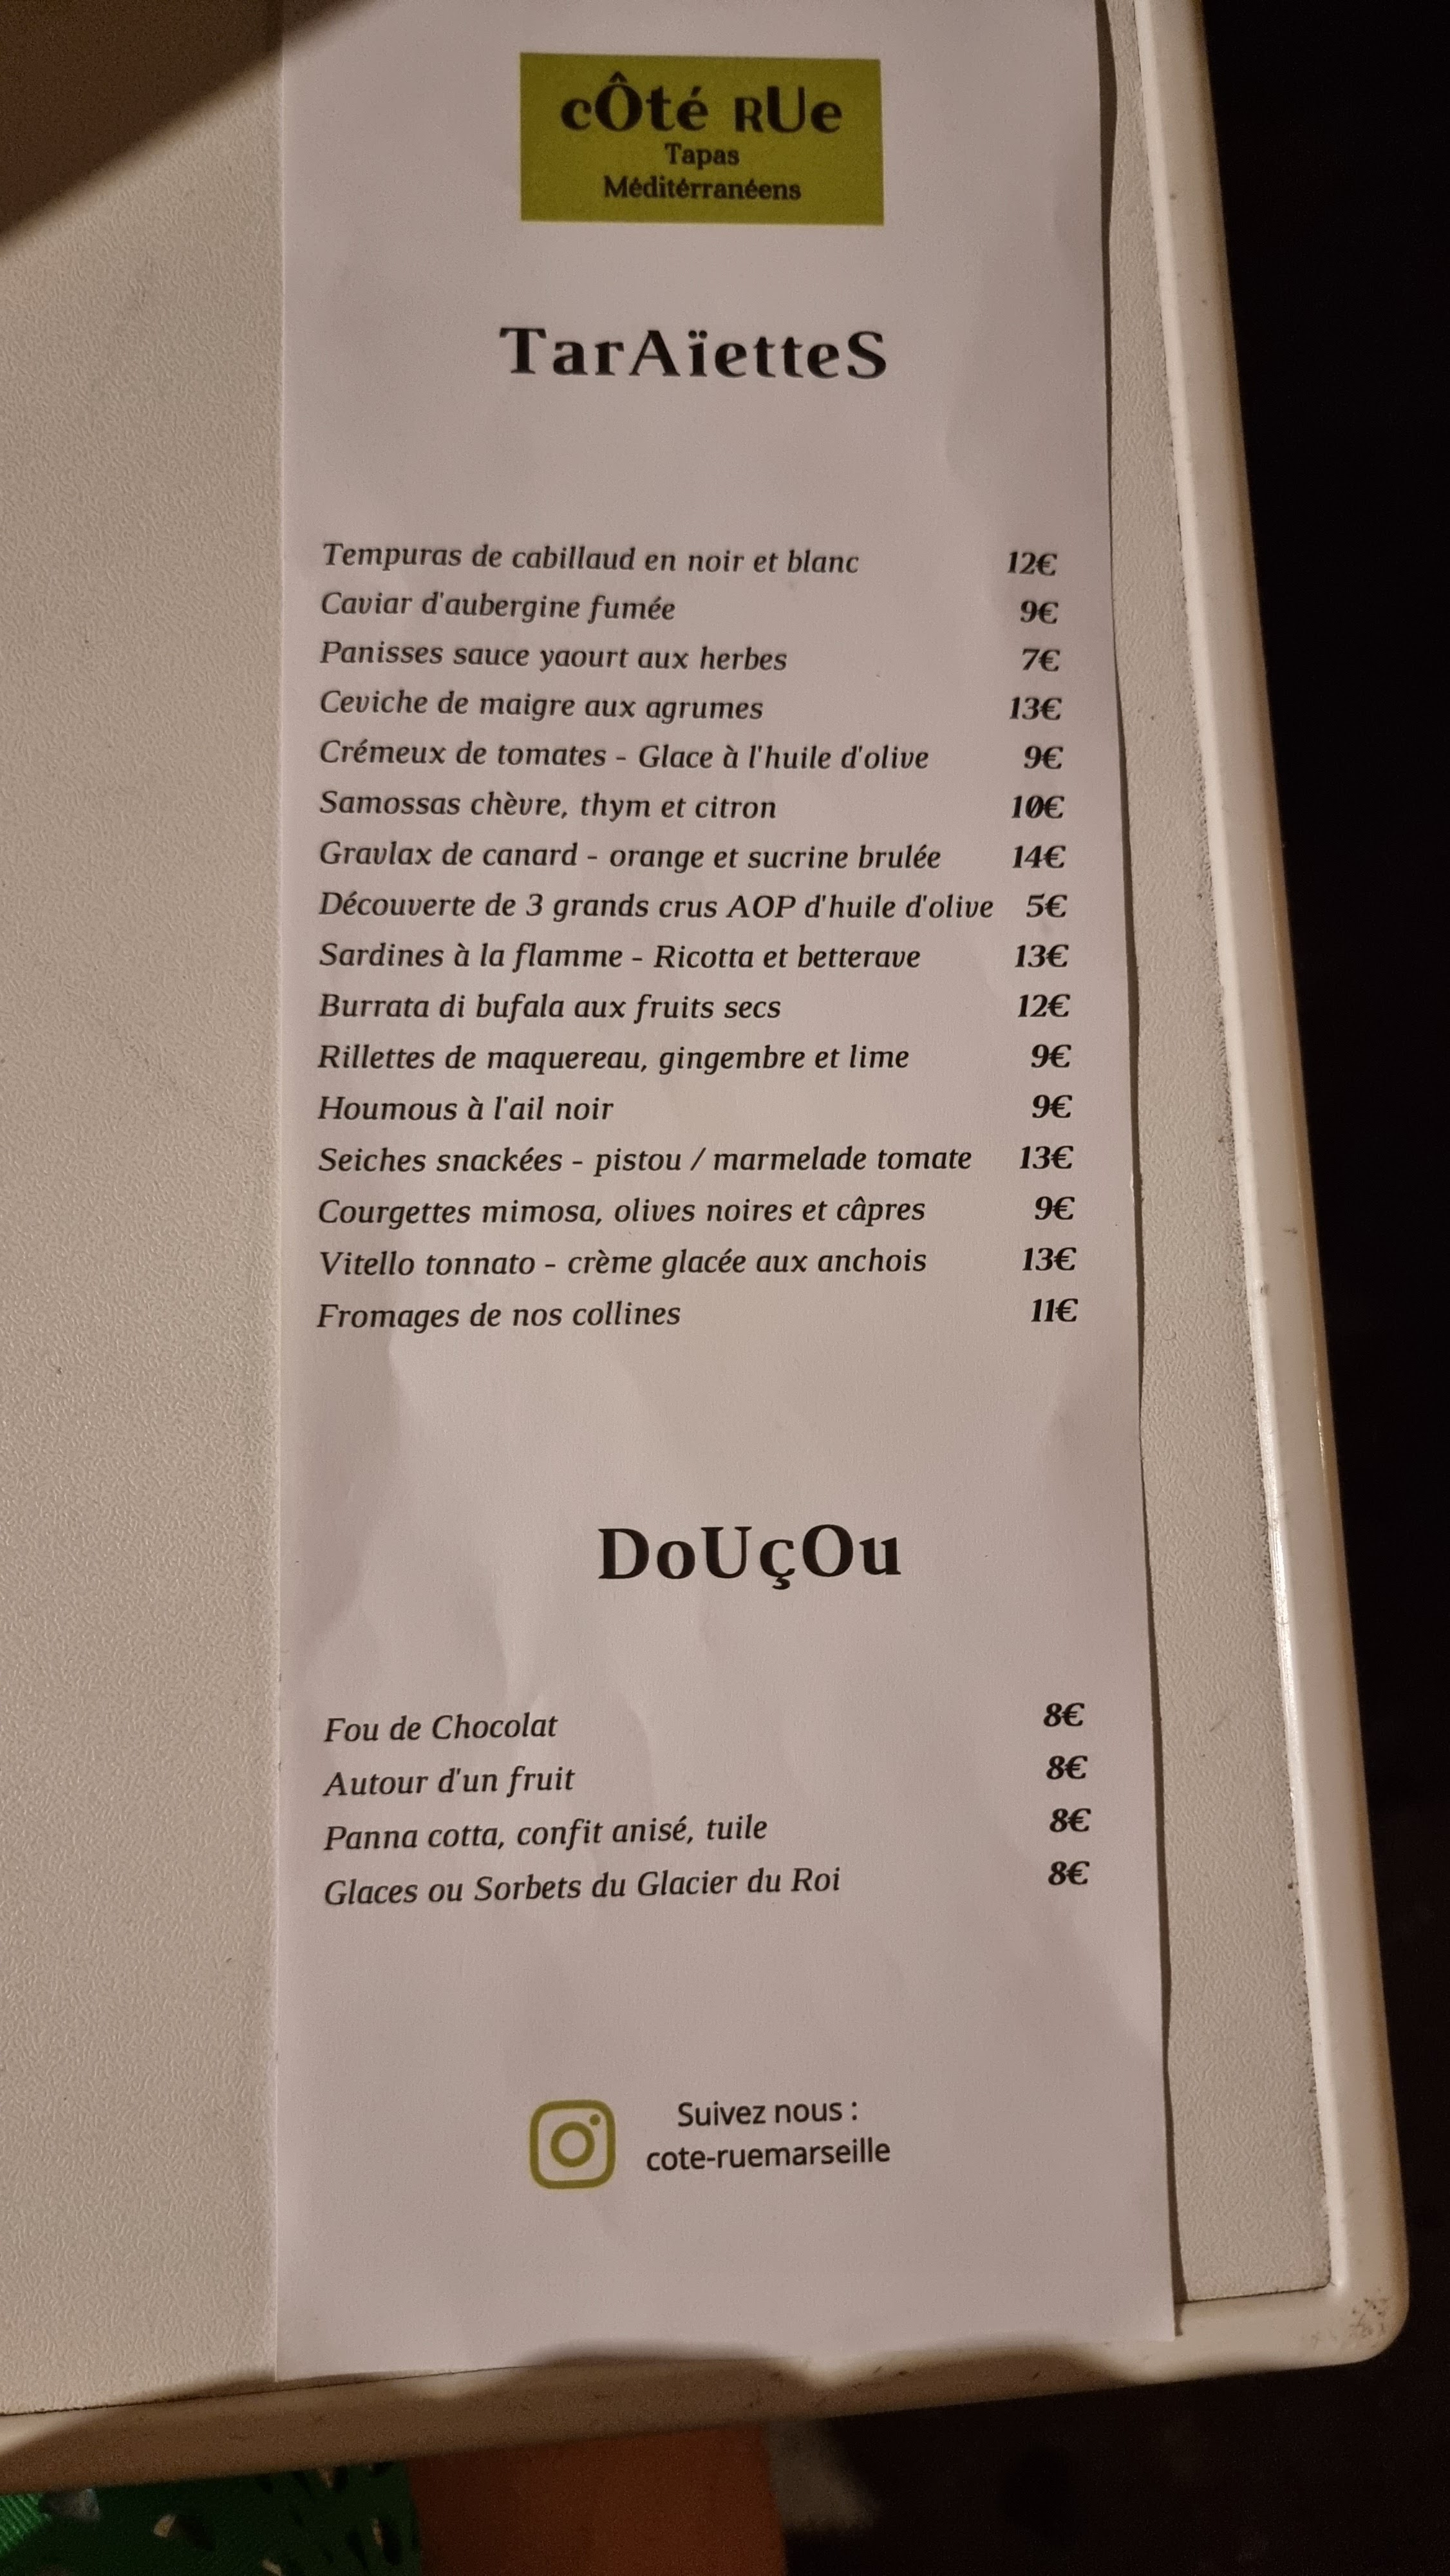 cÔté RUe
Tapas
Méditérranéens
TarAïetteS
Tempuras de cabillaud en noir et blanc 12€
Caviar d'aubergine fumée 9€
Panisses sauce yaourt aux herbes 7€
Ceviche de maigre aux agrumes 13€
Crémeux de tomates - Glace à l'huile d'olive 9€
Samossas chèvre, thym et citron 10€
Gravlax de canard - orange et sucrine brulée 14€
Découverte de 3 grands crus AOP d'huile d'olive 5€
Sardines à la flamme - Ricotta et betterave 13€
Burrata di bufala aux fruits secs 12€
Rillettes de maquereau, gingembre et lime 9€
Houmous à l'ail noir 9€
Seiches snackées - pistou / marmelade tomate 13€
Courgettes mimosa, olives noires et câpres 9€
Vitello tonnato - crème glacée aux anchois 13€
Fromages de nos collines 11€
DoUçOu
Fou de Chocolat 8€
Autour d'un fruit 8€
Panna cotta, confit anisé, tuile 8€
Glaces ou Sorbets du Glacier du Roi 8€
Suivez nous :
cote-ruemarseille